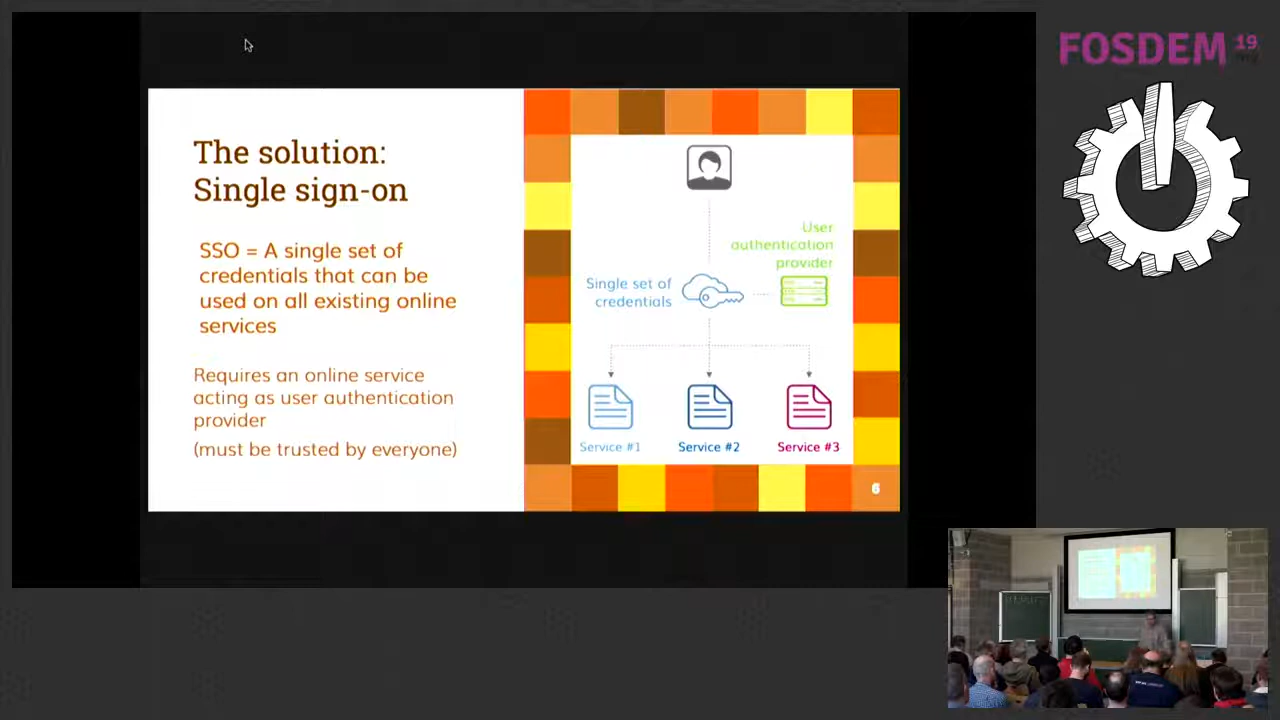 The solution:
Single sign-on
SSO = A single set of
credentials that can be
used on all existing online
services
Requires an online service
acting as user authentication
provider
(must be trusted by everyone)
User
authentication
provider
Single set of
credentials
Service #1
Service #2
Service #3
6
FOSDEM 19